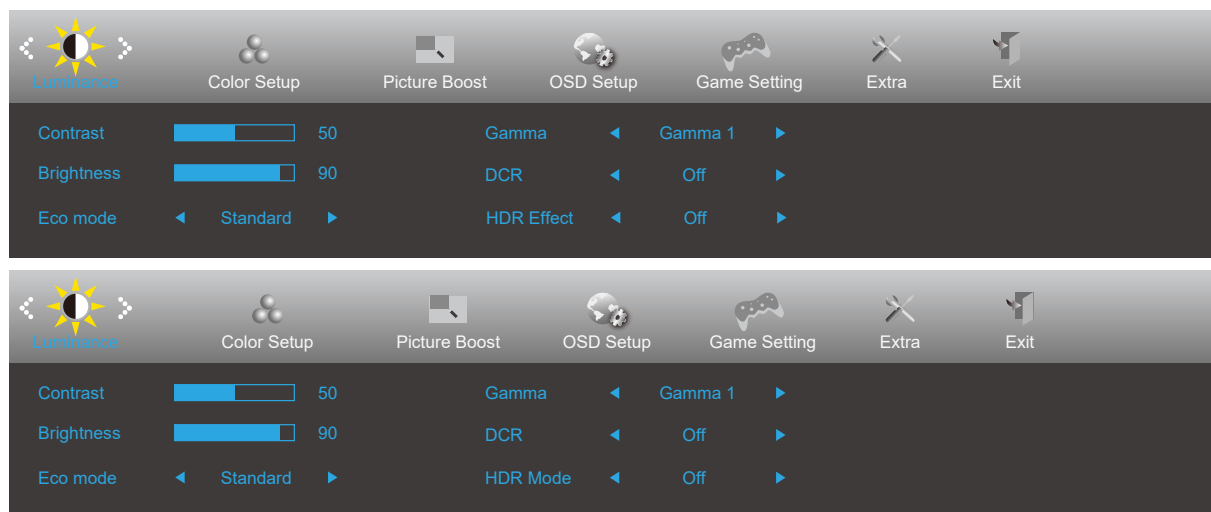 Luminance Color Setup Picture Boost OSD Setup Game Setting Extra Exit
Contrast 50 Gamma Gamma 1
Brightness 90 DCR Off
Eco mode Standard HDR Effect Off
Luminance Color Setup Picture Boost OSD Setup Game Setting Extra Exit
Contrast 50 Gamma Gamma 1
Brightness 90 DCR Off
Eco mode Standard HDR Mode Off